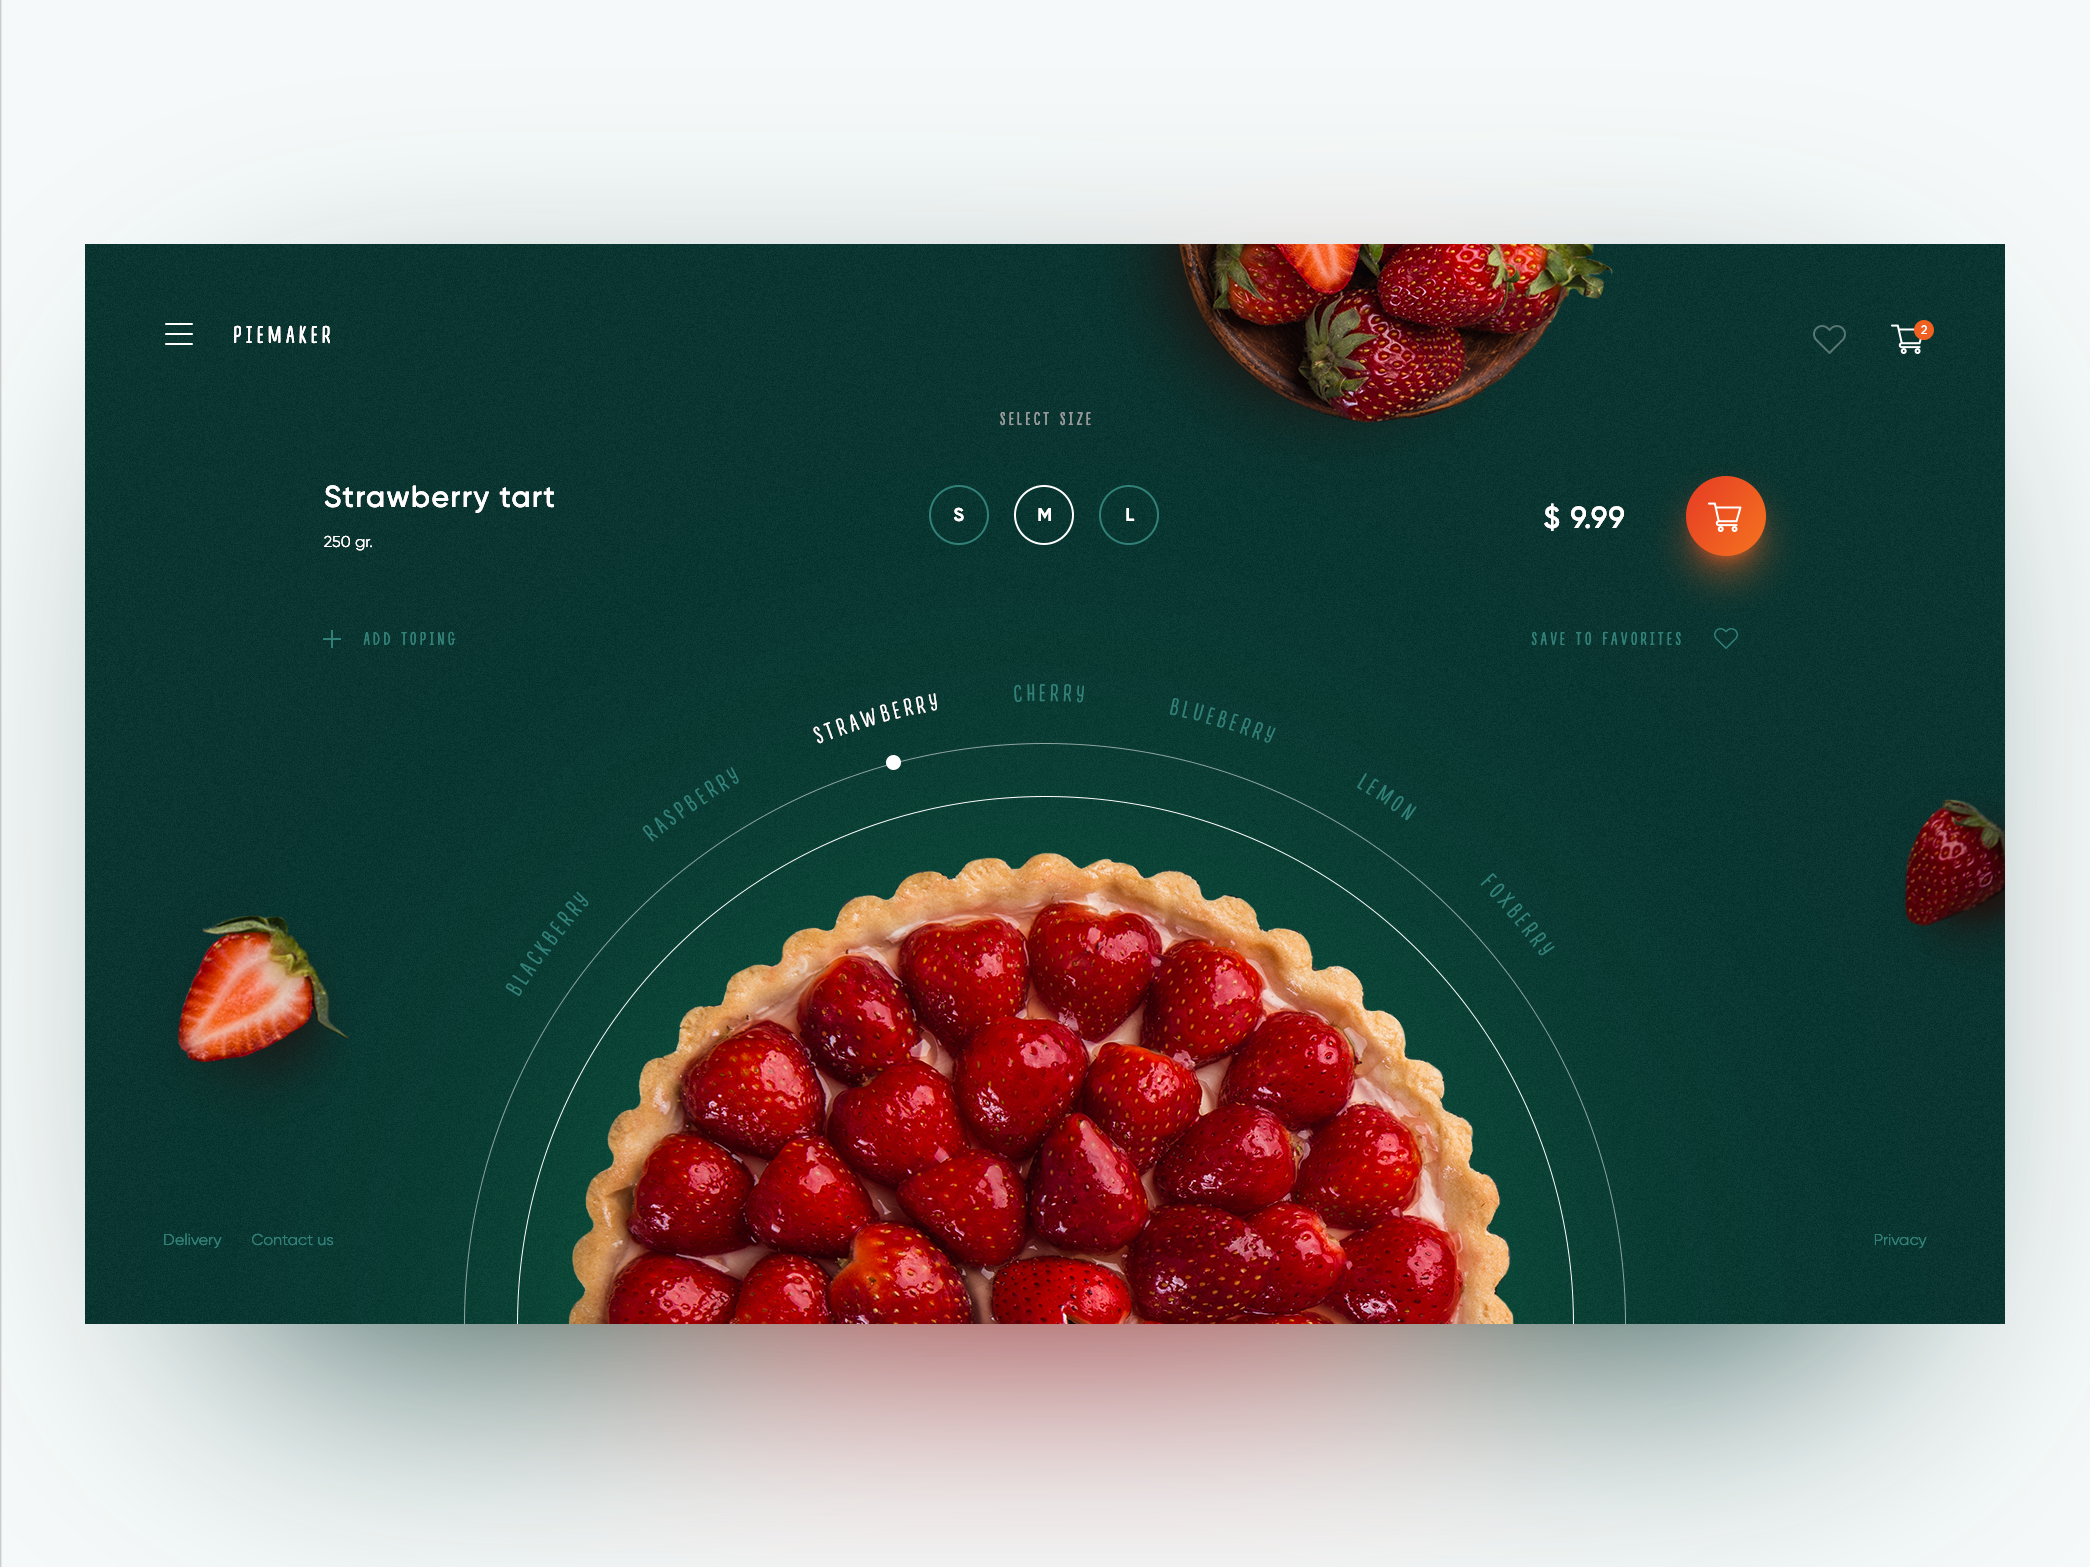 PIEMAKER
2
SELECT SIZE
Strawberry tart
250 gr.
S M L
$ 9.99
ADD TOPING
SAVE TO FAVORITES
BLACKBERRY
RASPBERRY
STRAWBERRY
CHERRY
BLUEBERRY
LEMON
FOXBERRY
Delivery
Contact us
Privacy